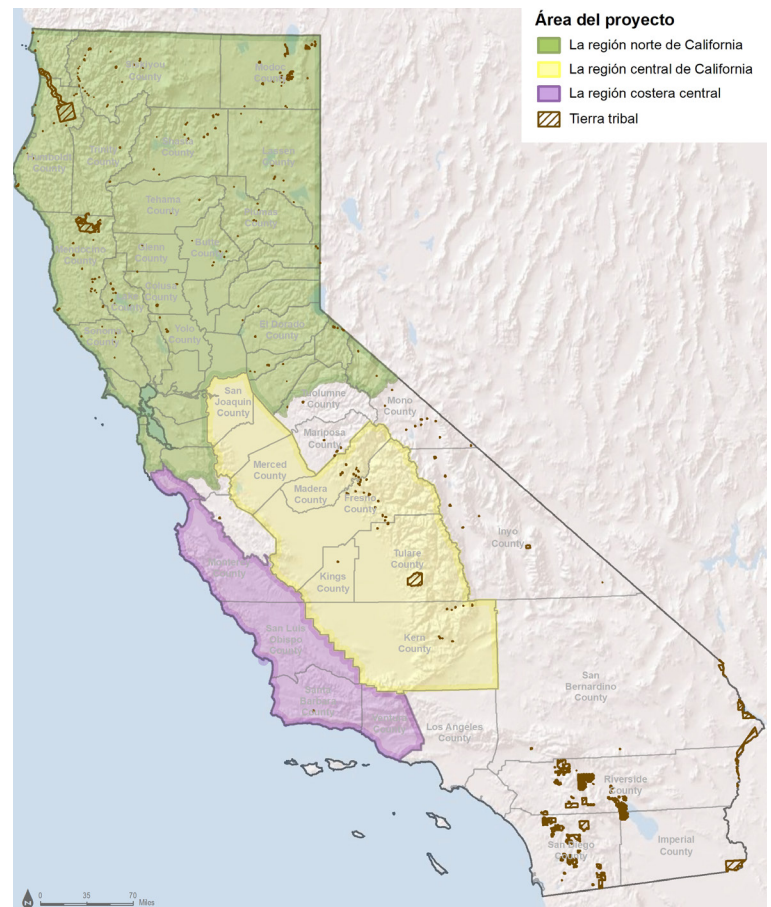 Área del proyecto
La región norte de California
La región central de California
La región costera central
Tierra tribal
Siskiyou
County
Modoc
County
Humboldt
County
Trinity
County
Shasta
County
Lassen
County
Tehama
County
Plumas
County
Mendocino
County
Glenn
County
Butte
County
Colusa
County
Lake
County
Sonoma
County
Yolo
County
El Dorado
County
San
Joaquin
County
Tuolumne
County
Mono
County
Mariposa
County
Merced
County
Madera
County
Fresno
County
Inyo
County
Tulare
County
Kings
County
Monterey
County
San Luis
Obispo
County
Kern
County
San
Bernardino
County
Santa
Barbara
County
Ventura
County
Los Angeles
County
Riverside
County
San Diego
County
Imperial
County
0 35 70
Miles